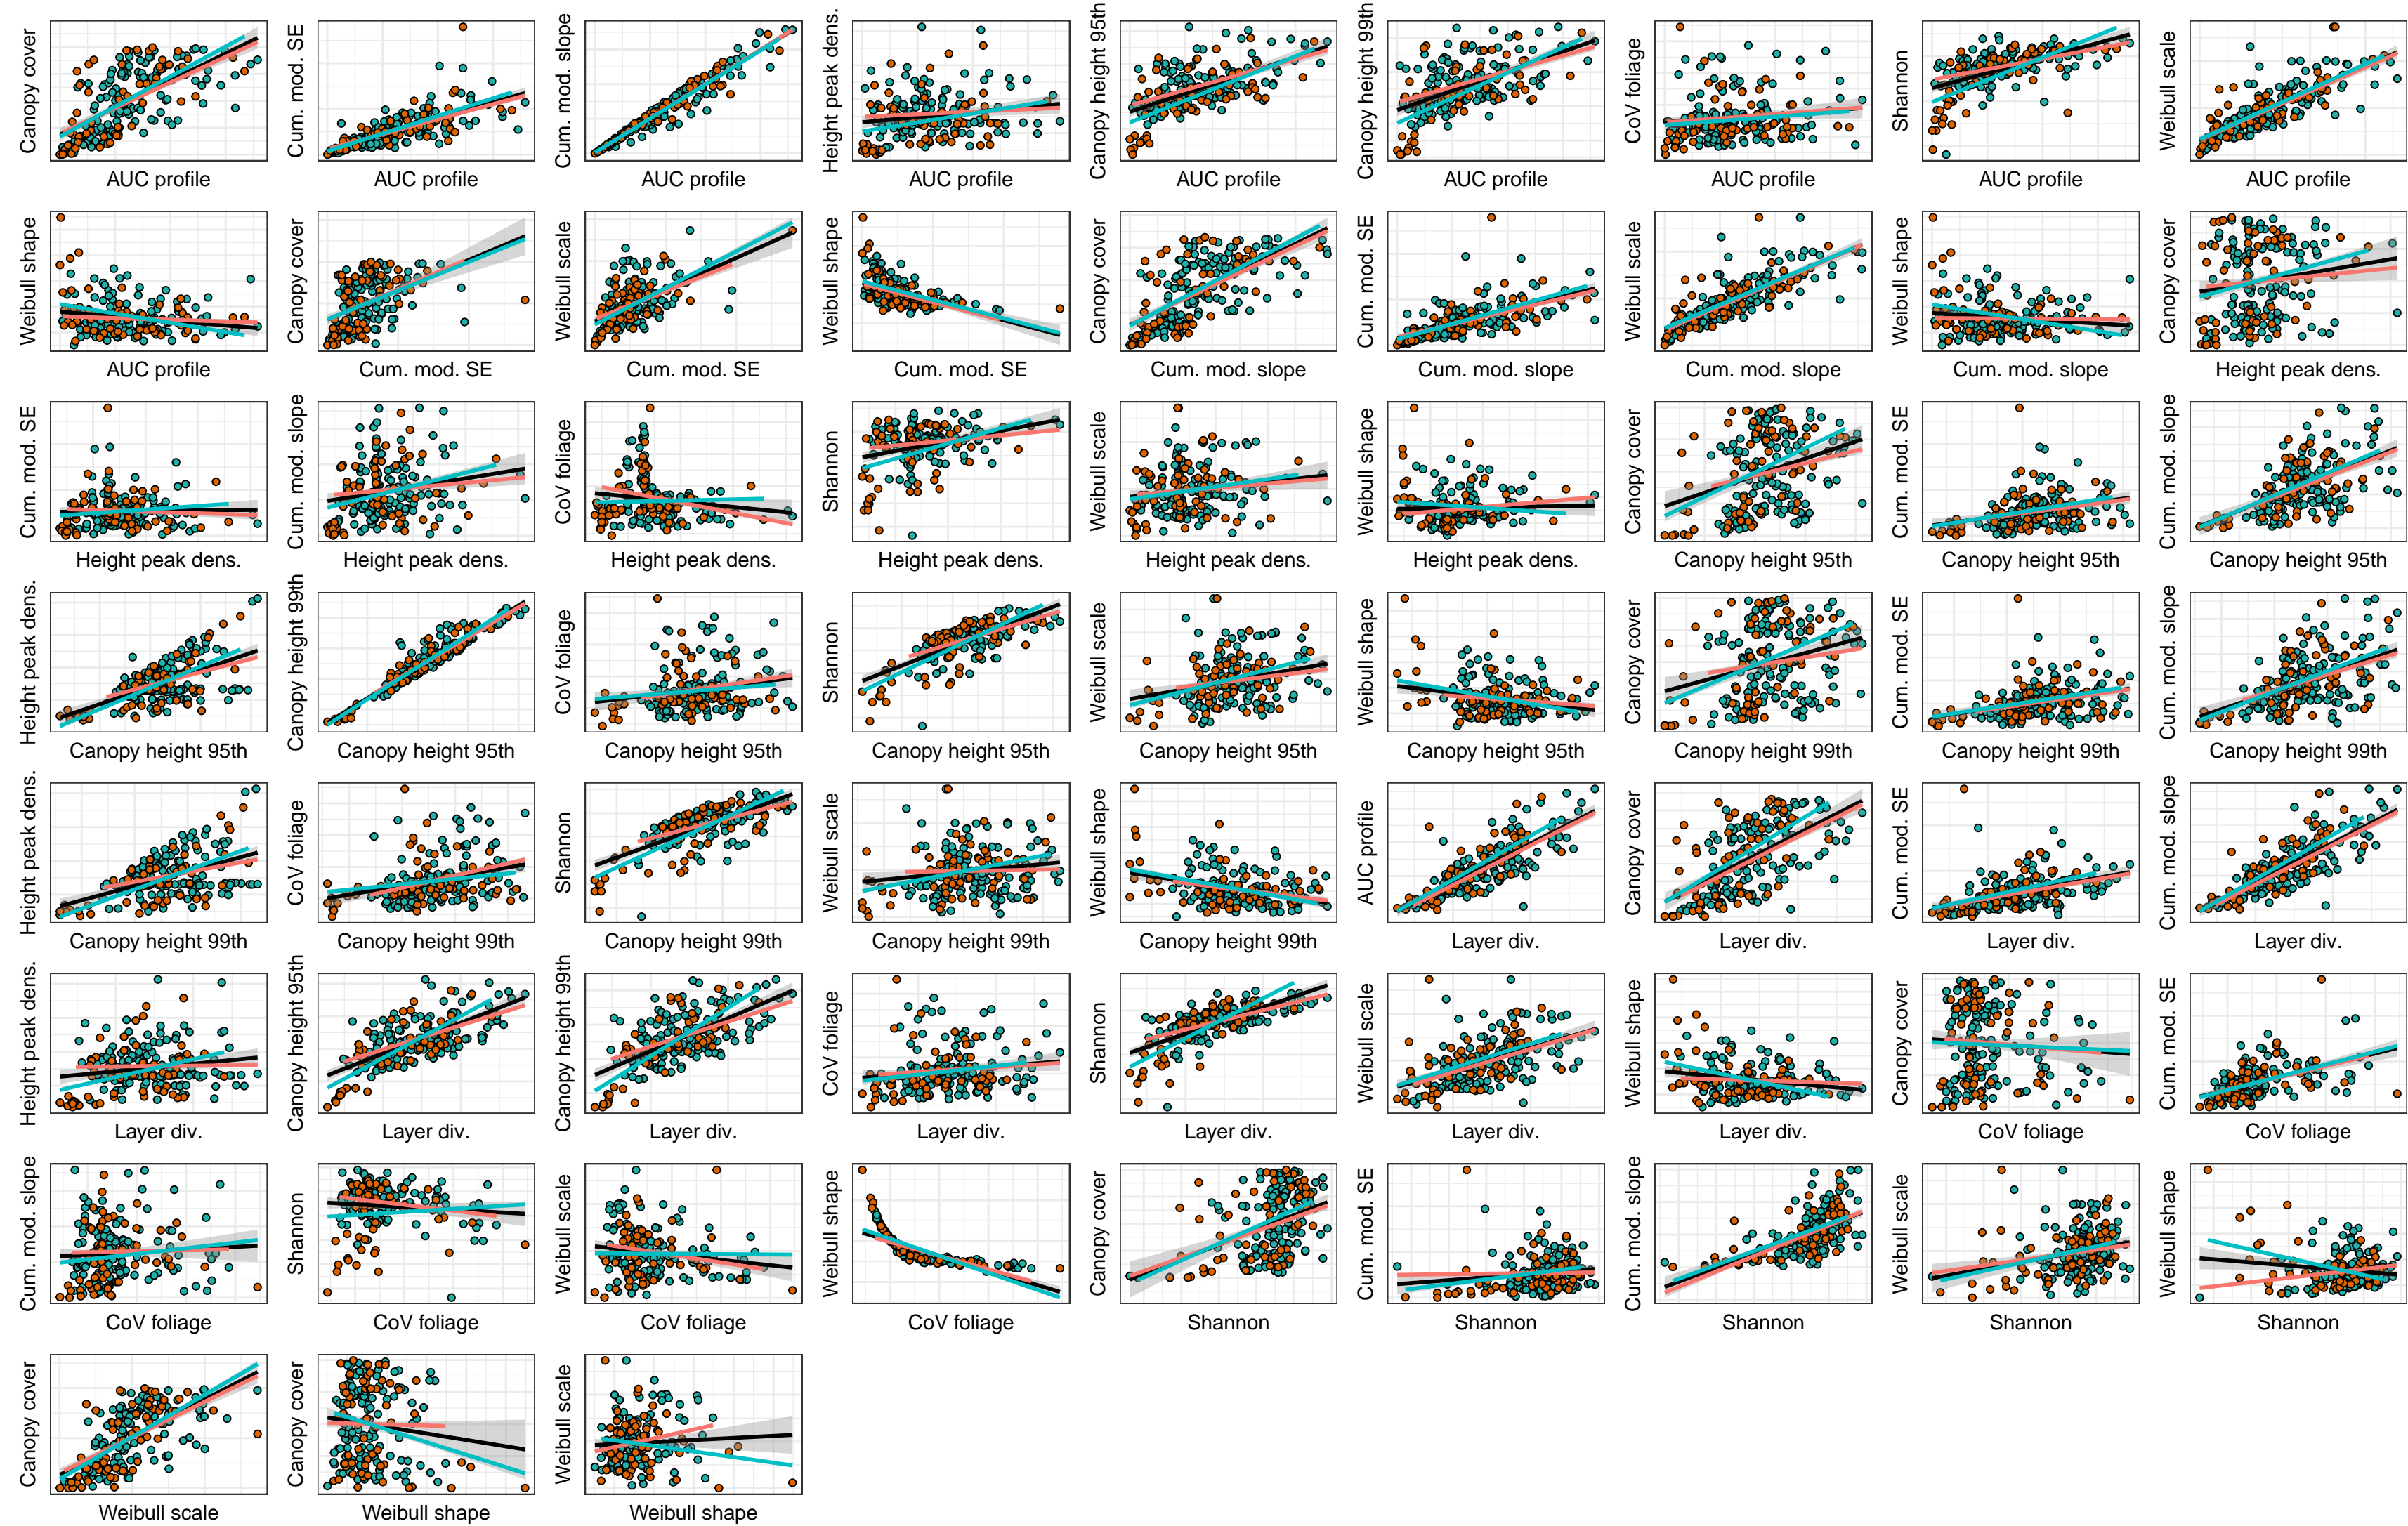 Canopy cover
AUC profile
Cum. mod. SE
AUC profile
Cum. mod. slope
AUC profile
Height peak dens.
AUC profile
Canopy height 95th
AUC profile
Canopy height 99th
AUC profile
CoV foliage
AUC profile
Shannon
AUC profile
Weibull scale
AUC profile
Weibull shape
AUC profile
Canopy cover
Cum. mod. SE
Weibull scale
Cum. mod. SE
Weibull shape
Cum. mod. SE
Canopy cover
Cum. mod. slope
Cum. mod. SE
Cum. mod. slope
Weibull scale
Cum. mod. slope
Weibull shape
Cum. mod. slope
Canopy cover
Height peak dens.
Cum. mod. SE
Height peak dens.
Cum. mod. slope
Height peak dens.
CoV foliage
Height peak dens.
Shannon
Height peak dens.
Weibull scale
Height peak dens.
Weibull shape
Height peak dens.
Canopy cover
Canopy height 95th
Cum. mod. SE
Canopy height 95th
Cum. mod. slope
Canopy height 95th
Height peak dens.
Canopy height 95th
Canopy height 99th
Canopy height 95th
CoV foliage
Canopy height 95th
Shannon
Canopy height 95th
Weibull scale
Canopy height 95th
Weibull shape
Canopy height 95th
Canopy cover
Canopy height 99th
Cum. mod. SE
Canopy height 99th
Cum. mod. slope
Canopy height 99th
Height peak dens.
Canopy height 99th
CoV foliage
Canopy height 99th
Shannon
Canopy height 99th
Weibull scale
Canopy height 99th
Weibull shape
Canopy height 99th
AUC profile
Layer div.
Canopy cover
Layer div.
Cum. mod. SE
Layer div.
Cum. mod. slope
Layer div.
Height peak dens.
Layer div.
Canopy height 95th
Layer div.
Canopy height 99th
Layer div.
CoV foliage
Layer div.
Shannon
Layer div.
Weibull scale
Layer div.
Weibull shape
Layer div.
Canopy cover
CoV foliage
Cum. mod. SE
CoV foliage
Cum. mod. slope
CoV foliage
Shannon
CoV foliage
Weibull scale
CoV foliage
Weibull shape
CoV foliage
Canopy cover
Shannon
Cum. mod. SE
Shannon
Cum. mod. slope
Shannon
Weibull scale
Shannon
Weibull shape
Shannon
Canopy cover
Weibull scale
Canopy cover
Weibull shape
Weibull scale
Weibull shape